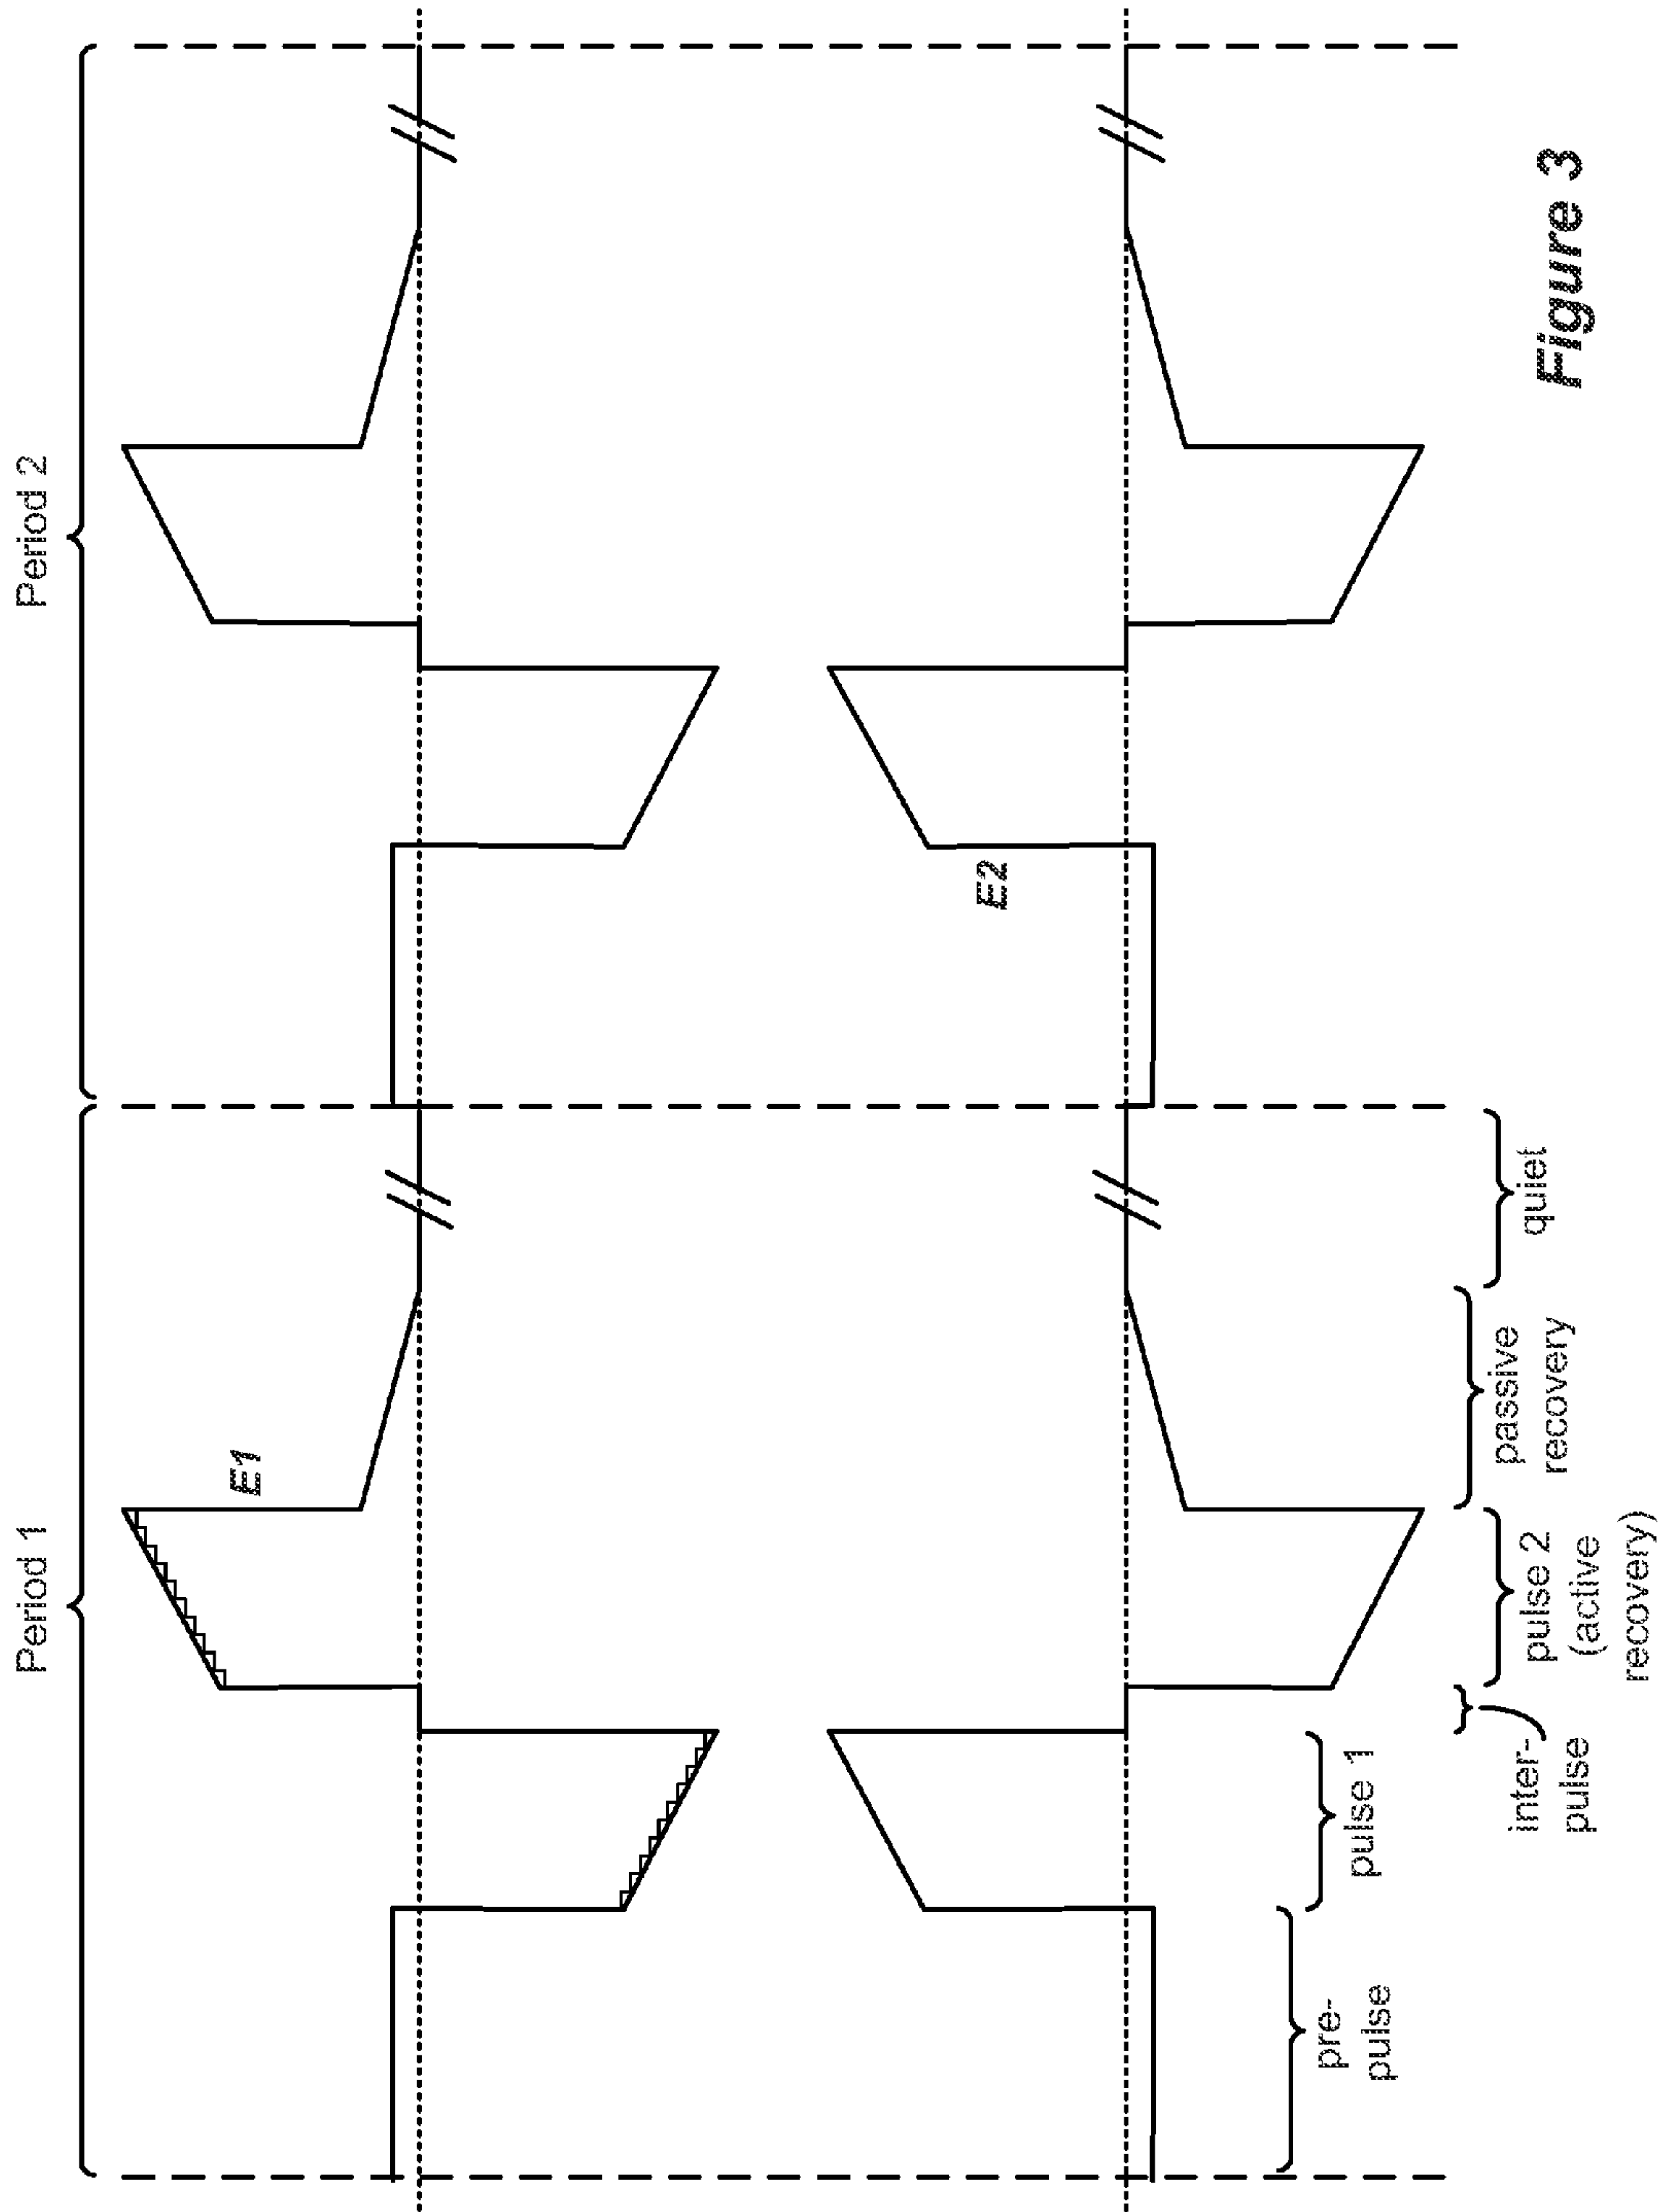 Period 1
Period 2
E1
E2
pre-
pulse
pulse 1
inter-
pulse
pulse 2
(active
recovery)
passive
recovery
quiet
Figure 3